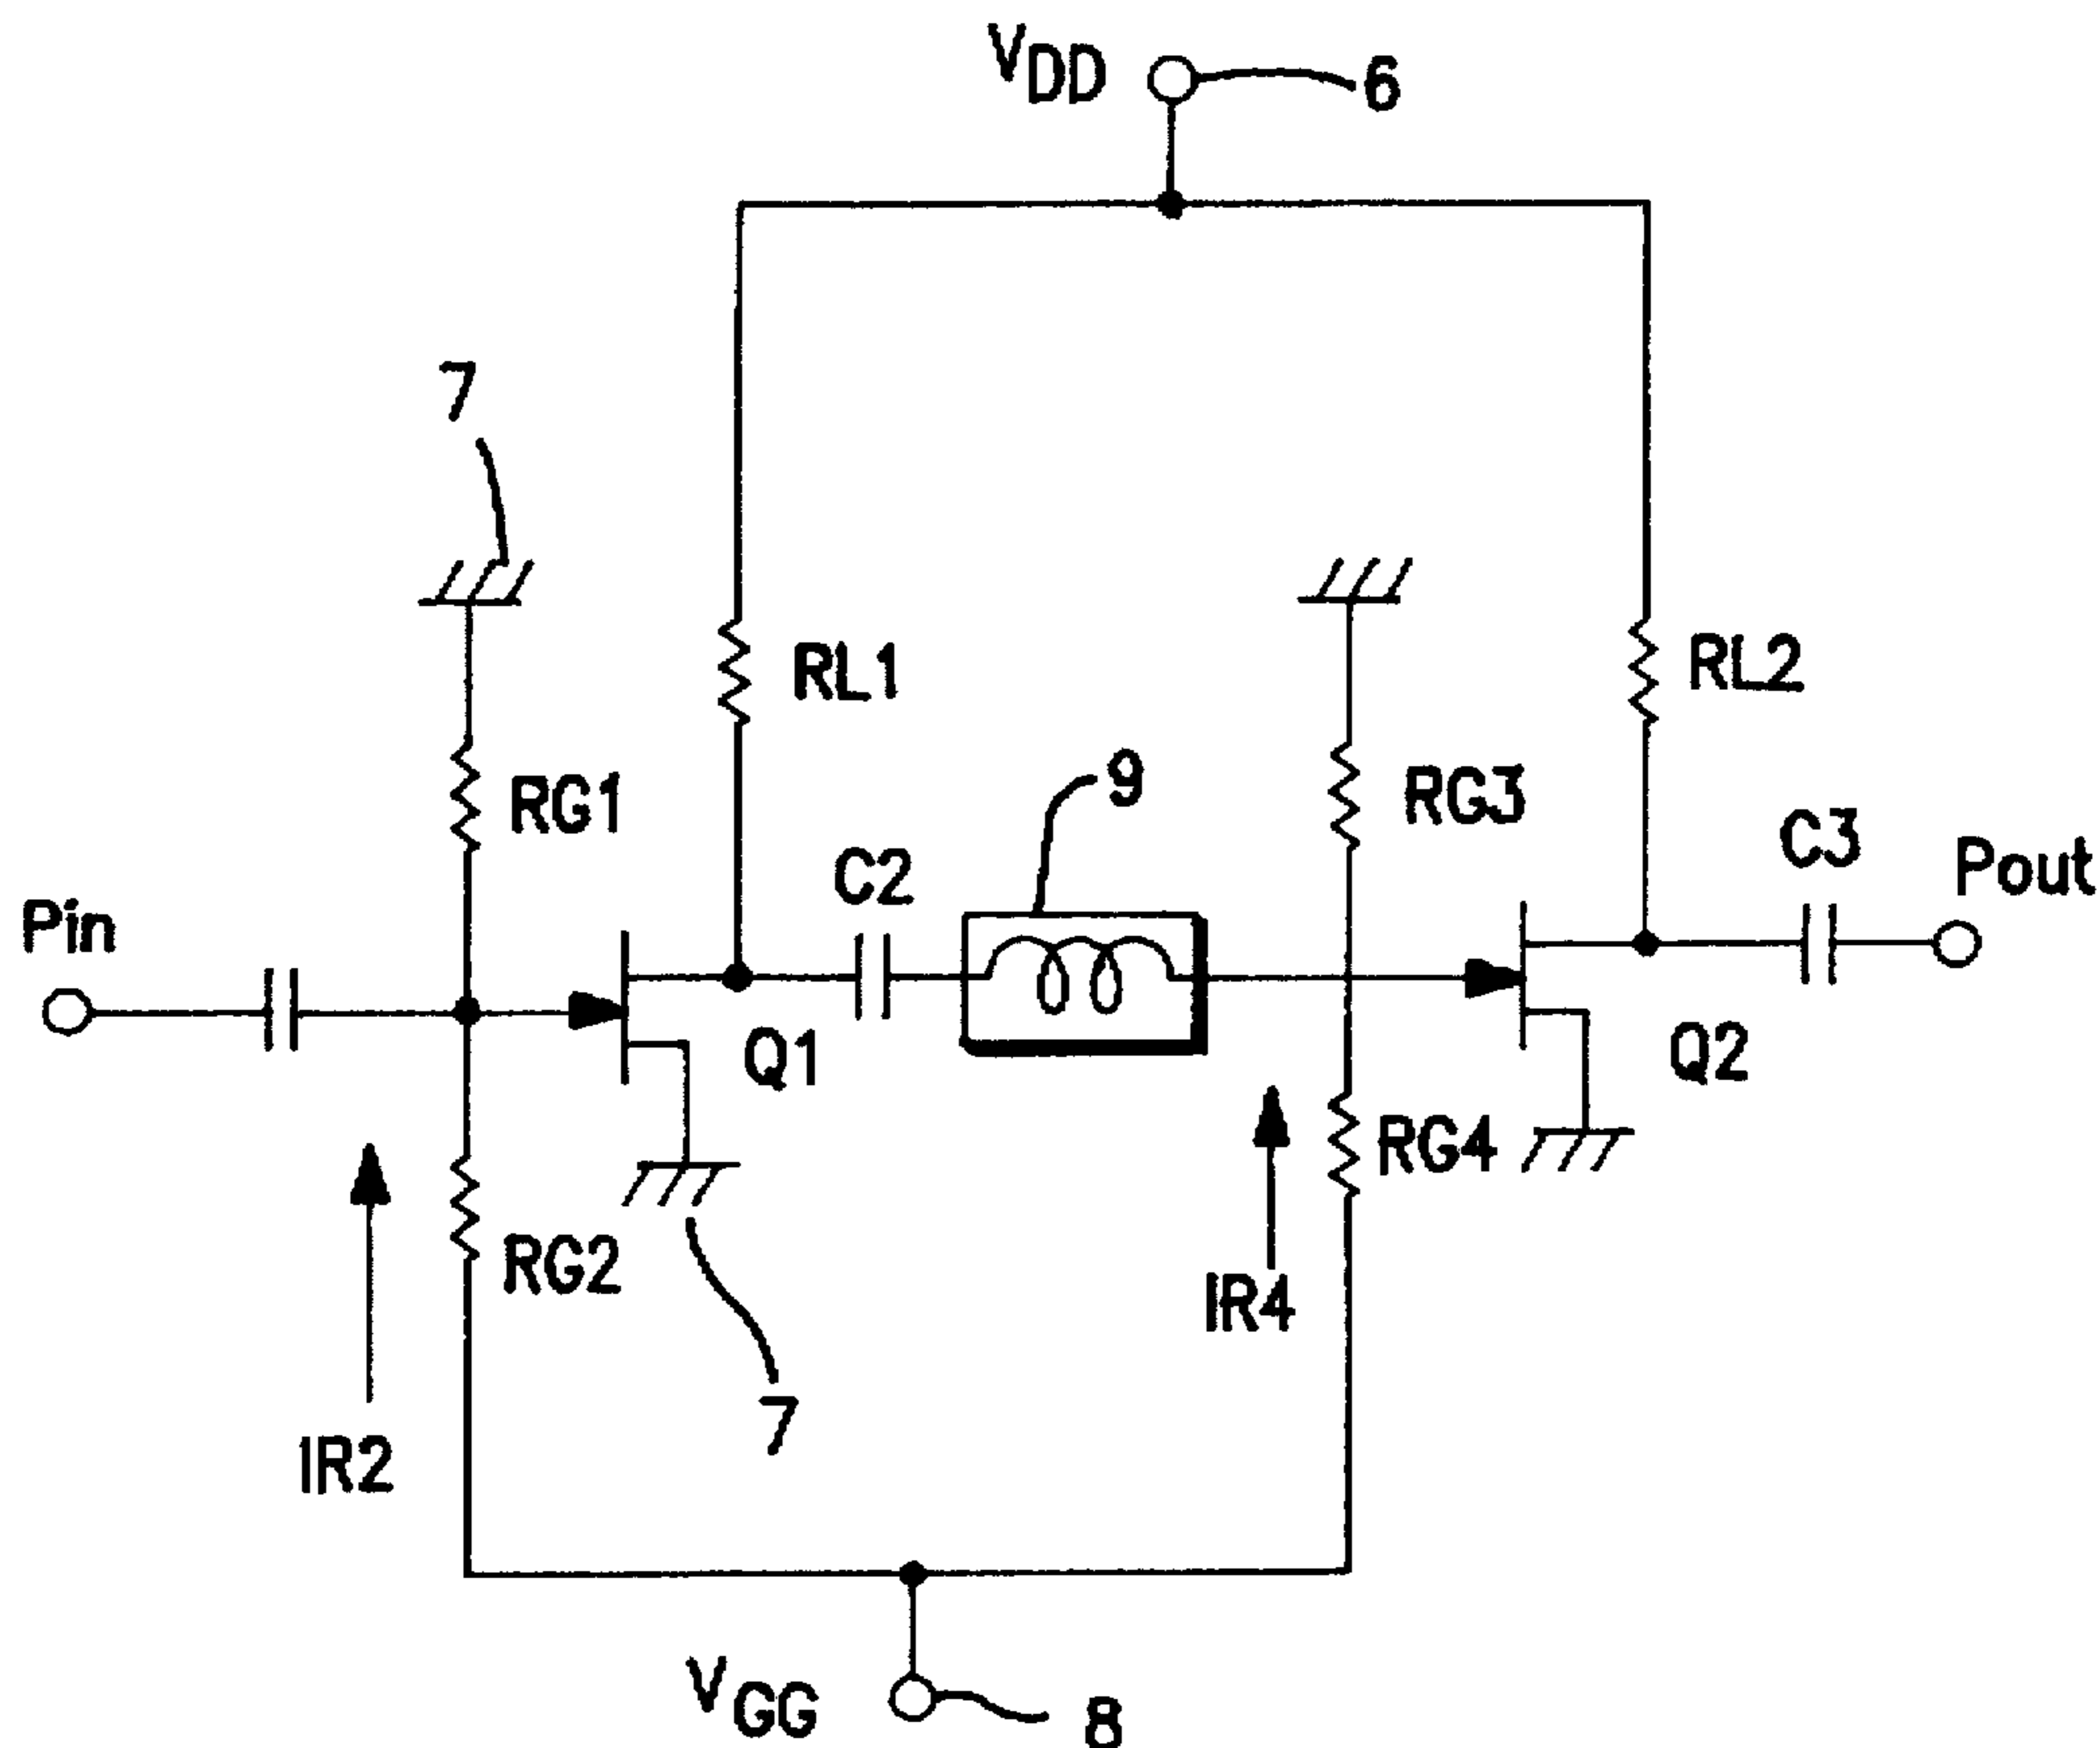 VDD
6
7
RL1
RL2
RG1
9
RG3
C2
C3
Pout
Pin
Q1
Q2
RG4
RG2
IR4
7
IR2
VGG
8